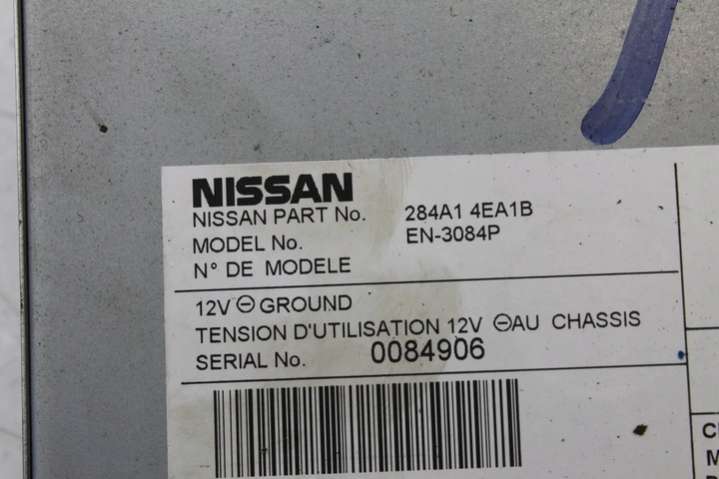 NISSAN
NISSAN PART No. 284A1 4EA1B
MODEL No. EN-3084P
N° DE MODELE
12V ⊖ GROUND
TENSION D'UTILISATION 12V ⊖AU CHASSIS
SERIAL No. 0084906